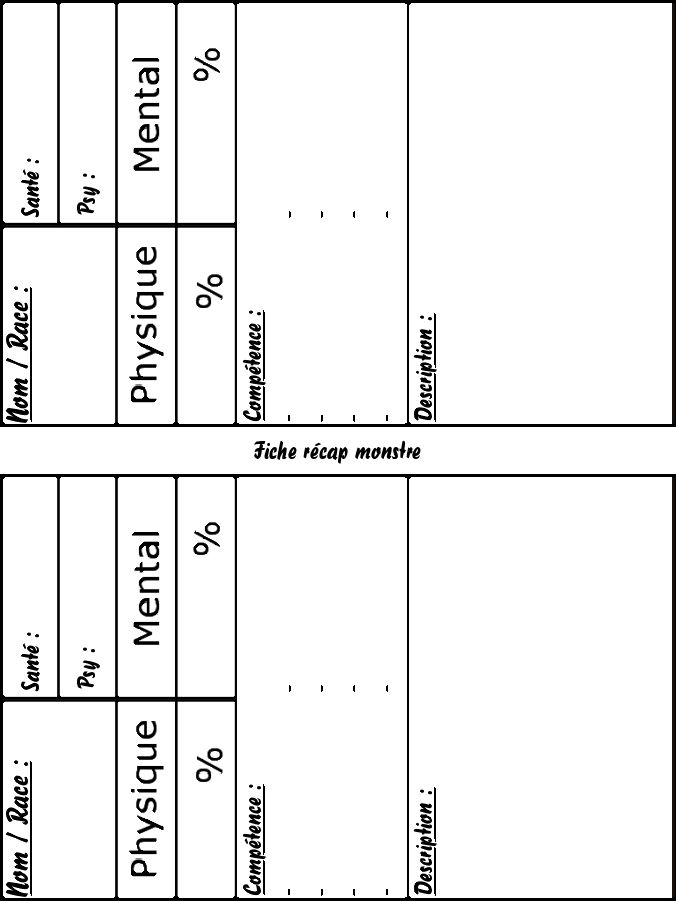 Nom / Race :
Santé :
Psy :
Physique
Mental
%
%
Compétence :
- -
- -
- -
- -
Description :
Fiche récap monstre
Nom / Race :
Santé :
Psy :
Physique
Mental
%
%
Compétence :
- -
- -
- -
- -
Description :